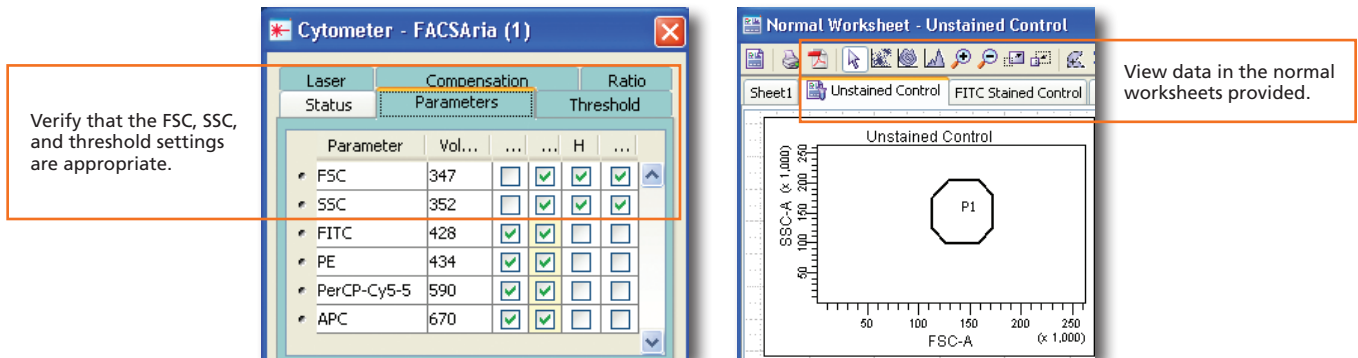 Verify that the FSC, SSC,
and threshold settings
are appropriate.
Cytometer - FACSAria (1)
Laser Compensation Ratio
Status Parameters Threshold
Parameter Vol... ... ... H ...
FSC 347
SSC 352
FITC 428
PE 434
PerCP-Cy5-5 590
APC 670
Normal Worksheet - Unstained Control
Sheet1 Unstained Control FITC Stained Control
Unstained Control
SSC-A (x 1,000)
50 100 150 200 250
P1
50 100 150 200 250
FSC-A (x 1,000)
View data in the normal
worksheets provided.